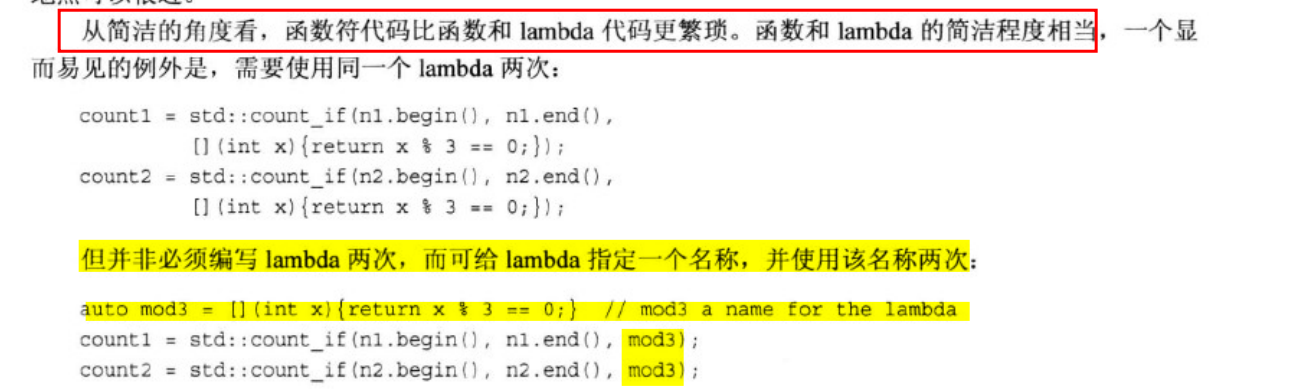 从简洁的角度看，函数符代码比函数和 lambda 代码更繁琐。函数和 lambda 的简洁程度相当，一个显
而易见的例外是，需要使用同一个 lambda 两次：
count1 = std::count_if(n1.begin(), n1.end(),
[](int x){return x % 3 == 0;});
count2 = std::count_if(n2.begin(), n2.end(),
[](int x){return x % 3 == 0;});
但并非必须编写 lambda 两次，而可给 lambda 指定一个名称，并使用该名称两次：
auto mod3 = [](int x){return x % 3 == 0;} // mod3 a name for the lambda
count1 = std::count_if(n1.begin(), n1.end(), mod3);
count2 = std::count_if(n2.begin(), n2.end(), mod3);